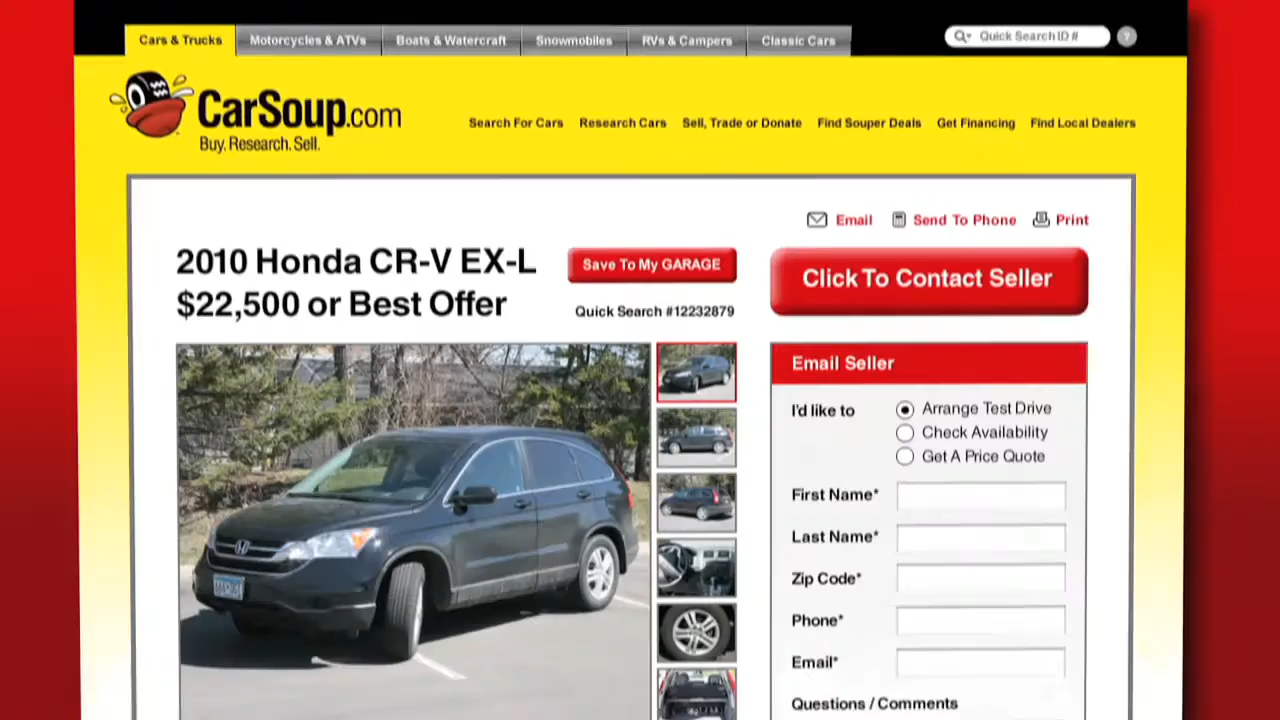 Cars & Trucks
Motorcycles & ATVs
Boats & Watercraft
Snowmobiles
RVs & Campers
Classic Cars
Quick Search ID #
?
CarSoup.com
Buy. Research. Sell.
Search For Cars
Research Cars
Sell, Trade or Donate
Find Souper Deals
Get Financing
Find Local Dealers
Email
Send To Phone
Print
2010 Honda CR-V EX-L
$22,500 or Best Offer
Save To My GARAGE
Quick Search #12232879
Click To Contact Seller
Email Seller
I'd like to
Arrange Test Drive
Check Availability
Get A Price Quote
First Name*
Last Name*
Zip Code*
Phone*
Email*
Questions / Comments